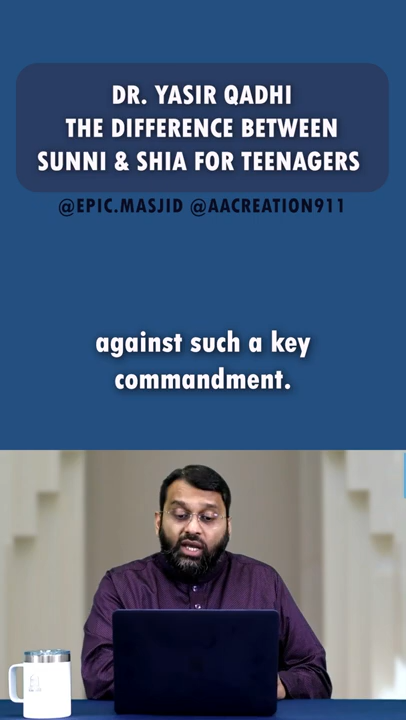 DR. YASIR QADHI
THE DIFFERENCE BETWEEN
SUNNI & SHIA FOR TEENAGERS
@EPIC.MASJID @AACREATION911
against such a key
commandment.